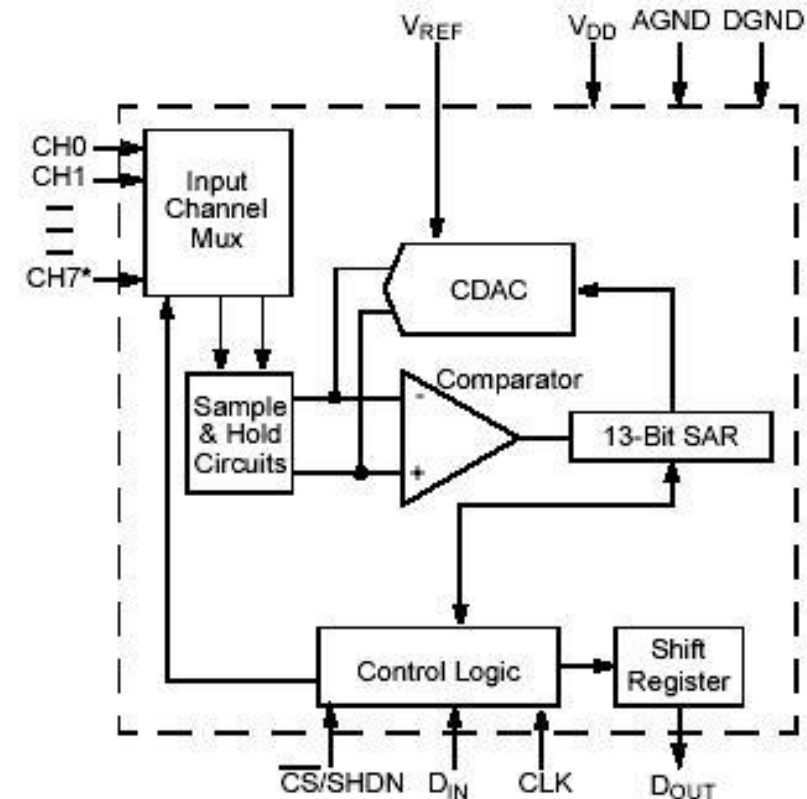 VREF
VDD
AGND
DGND
CH0
CH1
CH7*
Input
Channel
Mux
CDAC
Comparator
Sample
& Hold
Circuits
-
+
13-Bit SAR
Control Logic
Shift
Register
CS/SHDN
DIN
CLK
DOUT